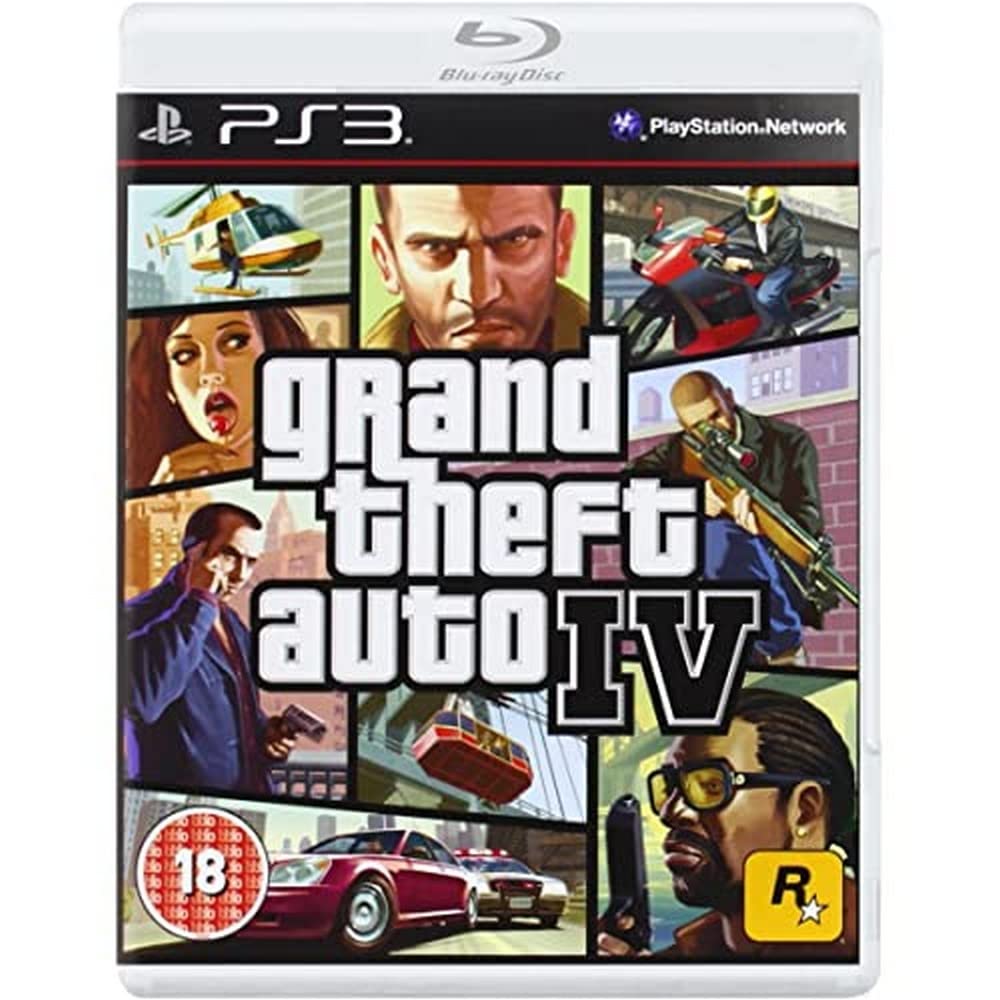 Blu-ray Disc
PS3.
PlayStation®Network
grand
theft
auto IV
18
R